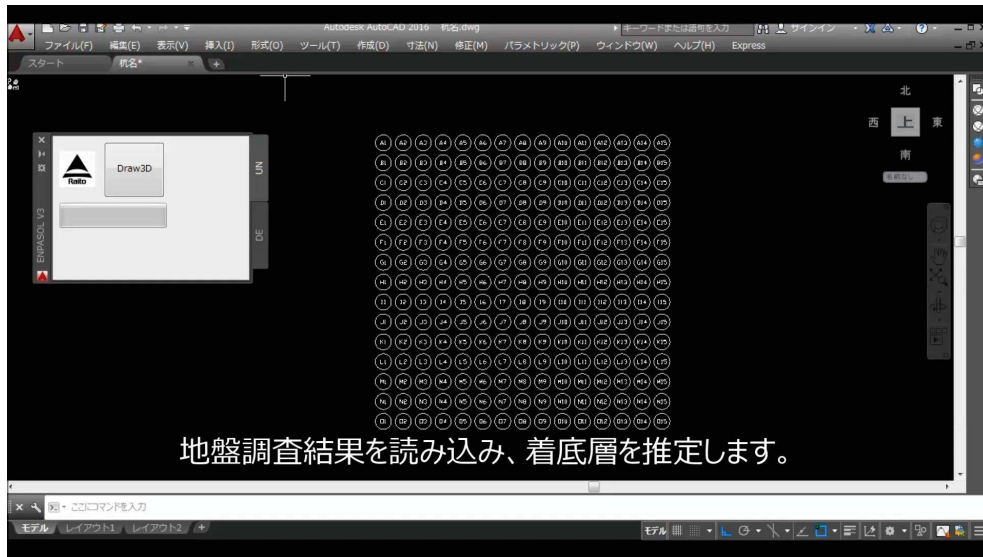 Autodesk AutoCAD 2016 杭名.dwg
キーワードまたは語句を入力
サインイン
ファイル(F) 編集(E) 表示(V) 挿入(I) 形式(O) ツール(T) 作成(D) 寸法(N) 修正(M) パラメトリック(P) ウィンドウ(W) ヘルプ(H) Express
スタート 杭名*
北
西 上 東
南
名前なし
Raito
Draw3D
UN
DE
ENPASOL V3
A1 A2 A3 A4 A5 A6 A7 A8 A9 A10 A11 A12 A13 A14 A15
B1 B2 B3 B4 B5 B6 B7 B8 B9 B10 B11 B12 B13 B14 B15
C1 C2 C3 C4 C5 C6 C7 C8 C9 C10 C11 C12 C13 C14 C15
D1 D2 D3 D4 D5 D6 D7 D8 D9 D10 D11 D12 D13 D14 D15
E1 E2 E3 E4 E5 E6 E7 E8 E9 E10 E11 E12 E13 E14 E15
F1 F2 F3 F4 F5 F6 F7 F8 F9 F10 F11 F12 F13 F14 F15
G1 G2 G3 G4 G5 G6 G7 G8 G9 G10 G11 G12 G13 G14 G15
H1 H2 H3 H4 H5 H6 H7 H8 H9 H10 H11 H12 H13 H14 H15
I1 I2 I3 I4 I5 I6 I7 I8 I9 I10 I11 I12 I13 I14 I15
J1 J2 J3 J4 J5 J6 J7 J8 J9 J10 J11 J12 J13 J14 J15
K1 K2 K3 K4 K5 K6 K7 K8 K9 K10 K11 K12 K13 K14 K15
L1 L2 L3 L4 L5 L6 L7 L8 L9 L10 L11 L12 L13 L14 L15
M1 M2 M3 M4 M5 M6 M7 M8 M9 M10 M11 M12 M13 M14 M15
N1 N2 N3 N4 N5 N6 N7 N8 N9 N10 N11 N12 N13 N14 N15
O1 O2 O3 O4 O5 O6 O7 O8 O9 O10 O11 O12 O13 O14 O15
地盤調査結果を読み込み、着底層を推定します。
ここにコマンドを入力
モデル レイアウト1 レイアウト2 +
モデル